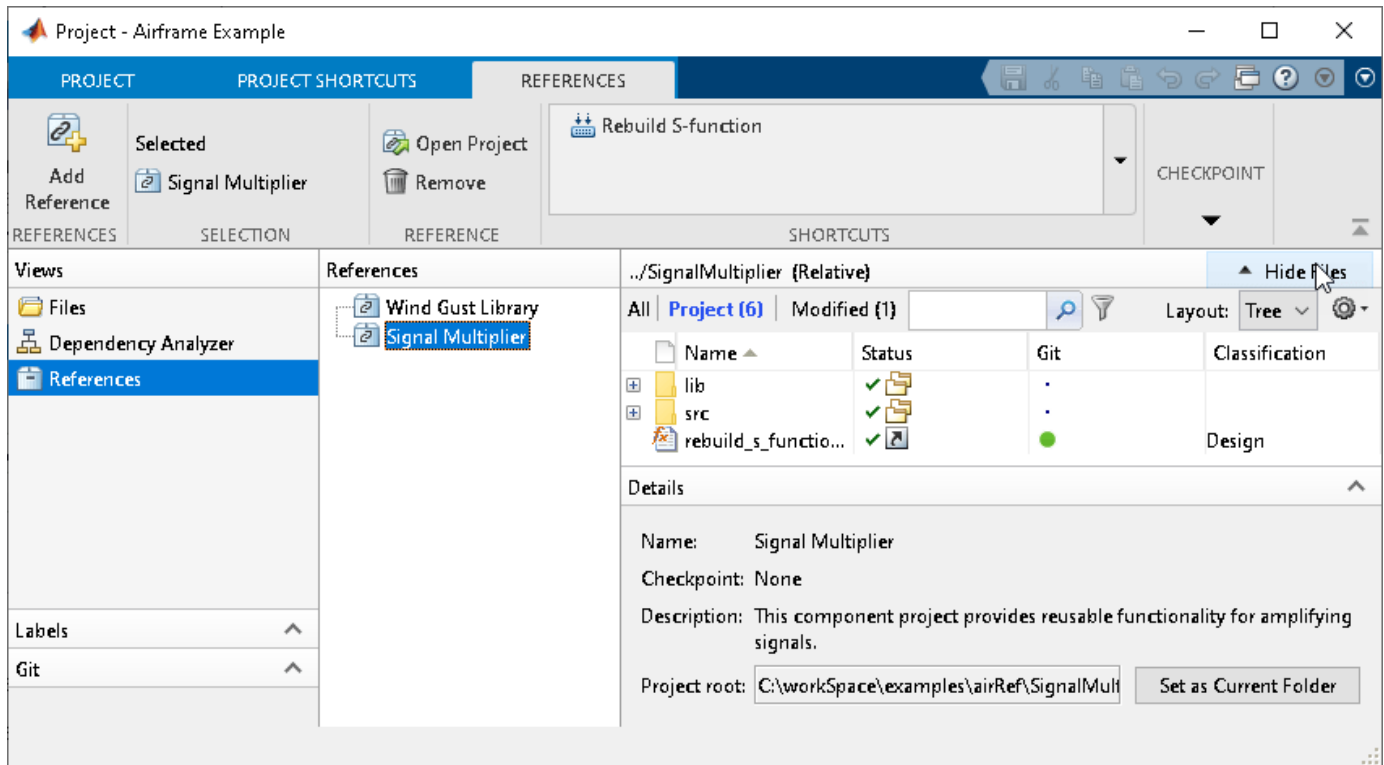 Project - Airframe Example
PROJECT PROJECT SHORTCUTS REFERENCES
Add
Reference
REFERENCES
Selected
Signal Multiplier
SELECTION
Open Project
Remove
REFERENCE
Rebuild S-function
SHORTCUTS
CHECKPOINT
Views
Files
Dependency Analyzer
References
Labels
Git
References
Wind Gust Library
Signal Multiplier
../SignalMultiplier (Relative) Hide Files
All Project (6) Modified (1) Layout: Tree
Name Status Git Classification
lib
src
rebuild_s_functio... Design
Details
Name: Signal Multiplier
Checkpoint: None
Description: This component project provides reusable functionality for amplifying
signals.
Project root: C:\workSpace\examples\airRef\SignalMult Set as Current Folder